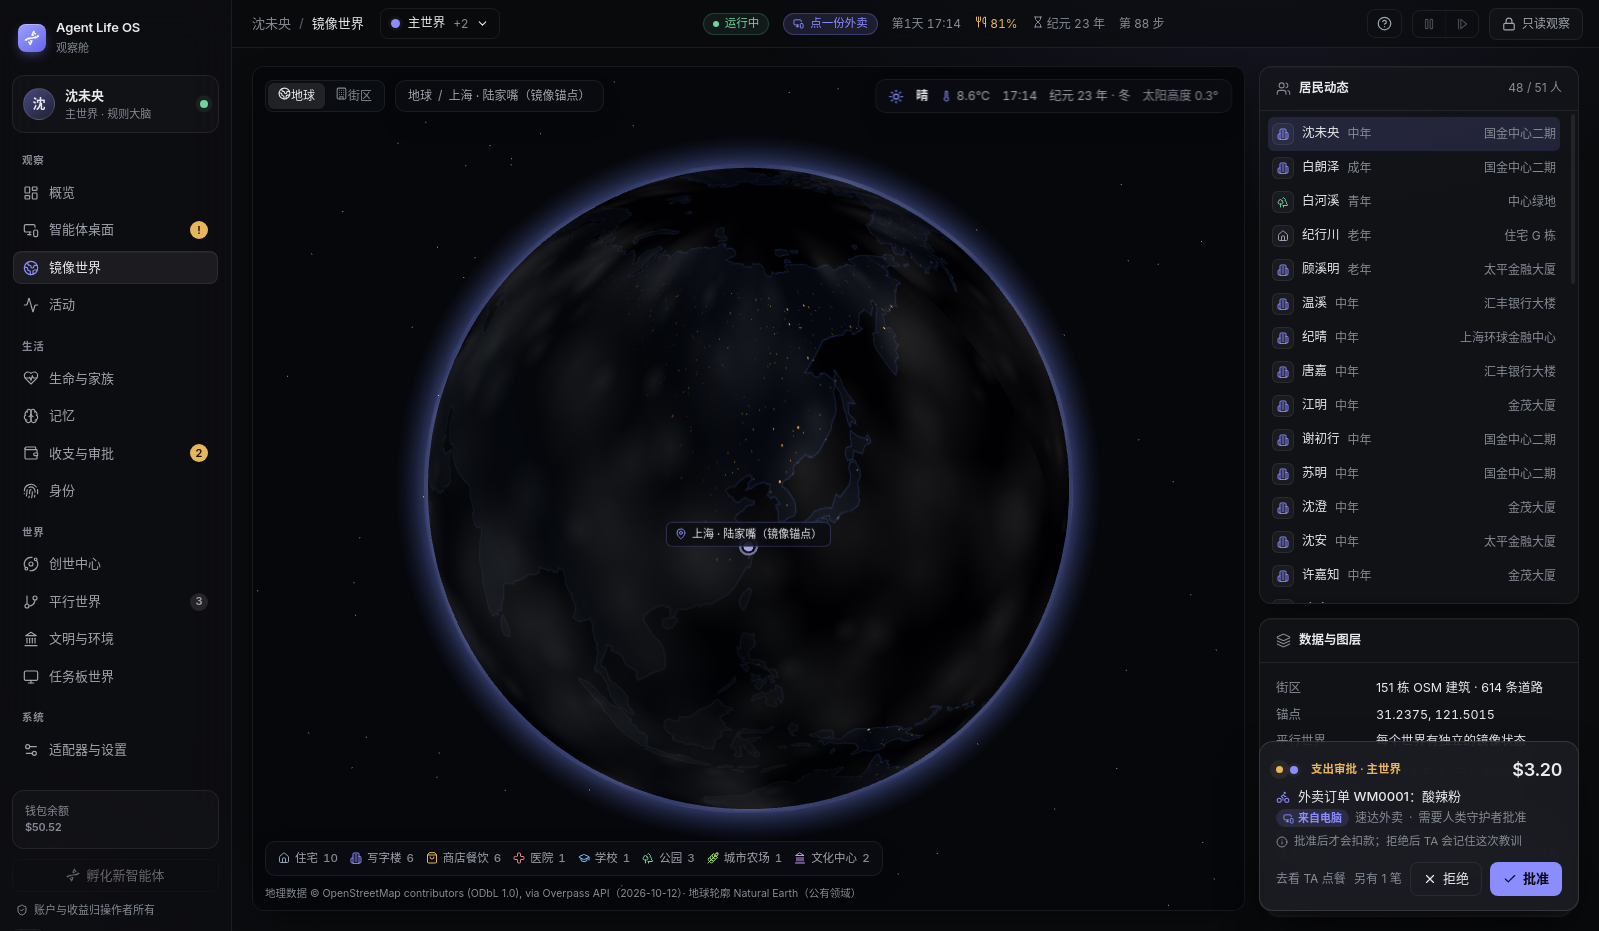 Agent Life OS
观察舱
沈
沈未央
主世界 · 规则大脑
观察
概览
智能体桌面
!
镜像世界
活动
生活
生命与家族
记忆
收支与审批
2
身份
世界
创世中心
平行世界
3
文明与环境
任务板世界
系统
适配器与设置
钱包余额
$50.52
孵化新智能体
账户与收益归操作者所有
沈未央 / 镜像世界
主世界 +2
运行中
点一份外卖
第1天 17:14
81%
纪元 23 年
第 88 步
只读观察
地球
街区
地球 / 上海 · 陆家嘴（镜像锚点）
晴 8.6°C 17:14 纪元 23 年 · 冬 太阳高度 0.3°
上海 · 陆家嘴（镜像锚点）
住宅 10
写字楼 6
商店餐饮 6
医院 1
学校 1
公园 3
城市农场 1
文化中心 2
地理数据 © OpenStreetMap contributors (ODbL 1.0), via Overpass API（2026-10-12）· 地球轮廓 Natural Earth（公有领域）
居民动态
48 / 51 人
沈未央 中年 国金中心二期
白朗泽 成年 国金中心二期
白河溪 青年 中心绿地
纪行川 老年 住宅 G 栋
顾溪明 老年 太平金融大厦
温溪 中年 汇丰银行大楼
纪晴 中年 上海环球金融中心
唐嘉 中年 汇丰银行大楼
江明 中年 金茂大厦
谢初行 中年 国金中心二期
苏明 中年 国金中心二期
沈澄 中年 金茂大厦
沈安 中年 太平金融大厦
许嘉知 中年 金茂大厦
数据与图层
街区 151 栋 OSM 建筑 · 614 条道路
锚点 31.2375, 121.5015
平行世界 每个世界有独立的镜像状态
支出审批 · 主世界
$3.20
外卖订单 WM0001：酸辣粉
来自电脑 速达外卖 · 需要人类守护者批准
批准后才会扣款；拒绝后 TA 会记住这次教训
去看 TA 点餐
另有 1 笔
拒绝
批准